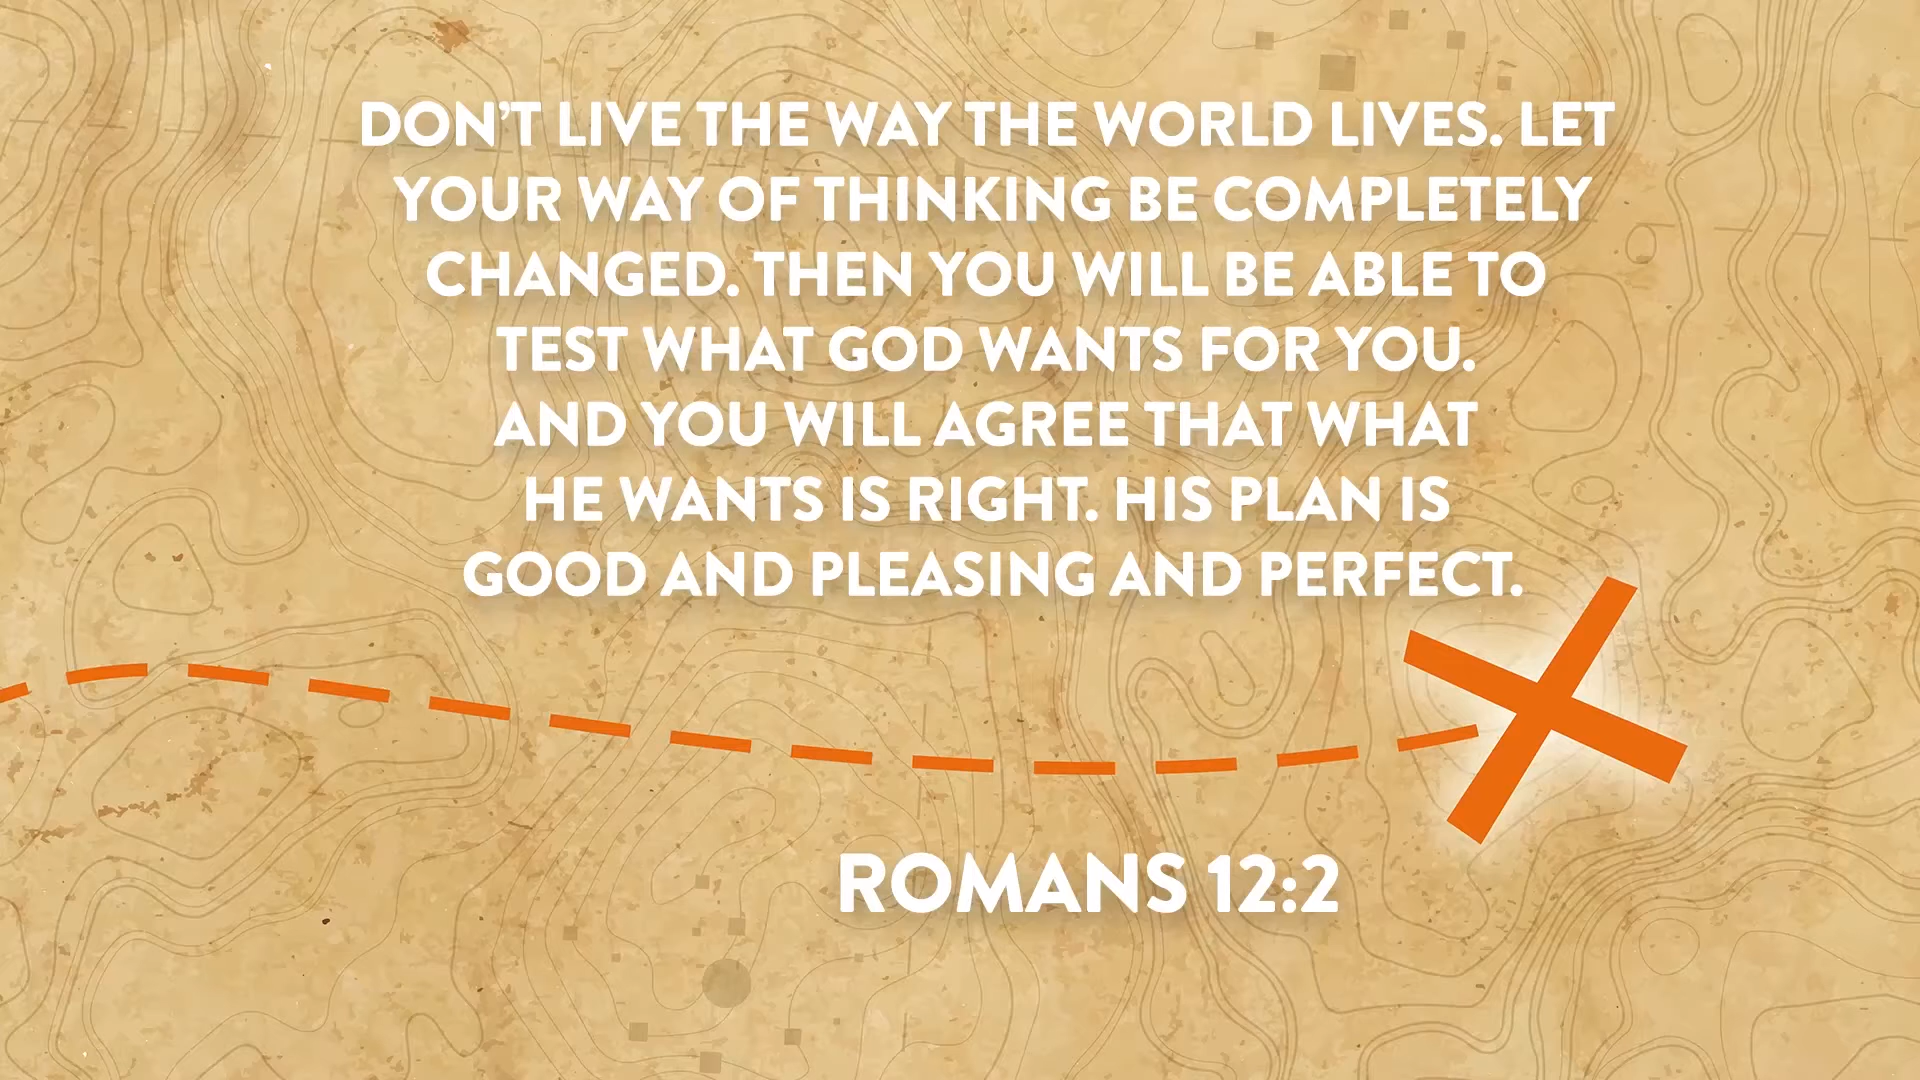 DON'T LIVE THE WAY THE WORLD LIVES. LET
YOUR WAY OF THINKING BE COMPLETELY
CHANGED. THEN YOU WILL BE ABLE TO
TEST WHAT GOD WANTS FOR YOU.
AND YOU WILL AGREE THAT WHAT
HE WANTS IS RIGHT. HIS PLAN IS
GOOD AND PLEASING AND PERFECT.
ROMANS 12:2